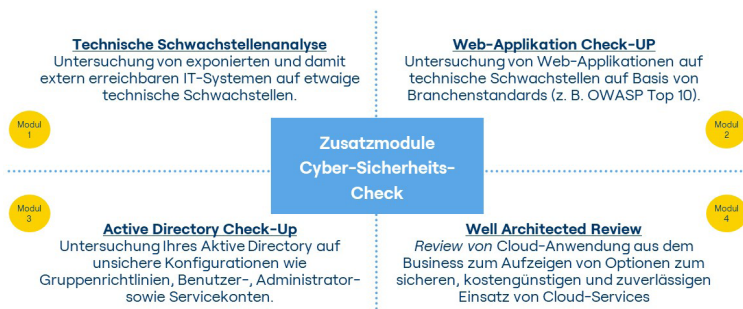 Technische Schwachstellenanalyse
Untersuchung von exponierten und damit
extern erreichbaren IT-Systemen auf etwaige
technische Schwachstellen.
Modul
1
Web-Applikation Check-UP
Untersuchung von Web-Applikationen auf
technische Schwachstellen auf Basis von
Branchenstandards (z. B. OWASP Top 10).
Modul
2
Zusatzmodule
Cyber-Sicherheits-
Check
Modul
3
Active Directory Check-Up
Untersuchung Ihres Aktive Directory auf
unsichere Konfigurationen wie
Gruppenrichtlinien, Benutzer-, Administrator-
sowie Servicekonten.
Modul
4
Well Architected Review
Review von Cloud-Anwendung aus dem
Business zum Aufzeigen von Optionen zum
sicheren, kostengünstigen und zuverlässigen
Einsatz von Cloud-Services